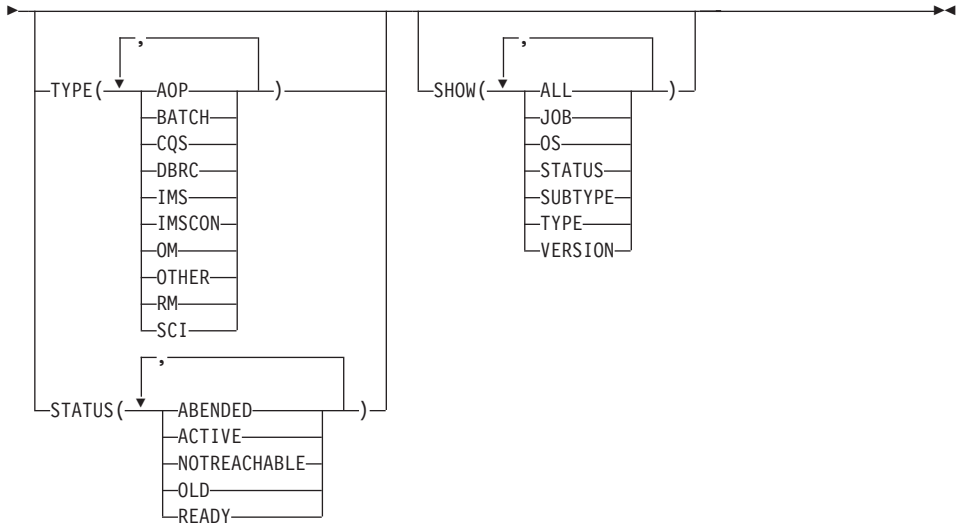 ,
,
TYPE( AOP )
SHOW( ALL )
BATCH
JOB
CQS
OS
DBRC
STATUS
IMS
SUBTYPE
IMSCON
TYPE
OM
VERSION
OTHER
RM
SCI
,
STATUS( ABENDED )
ACTIVE
NOTREACHABLE
OLD
READY